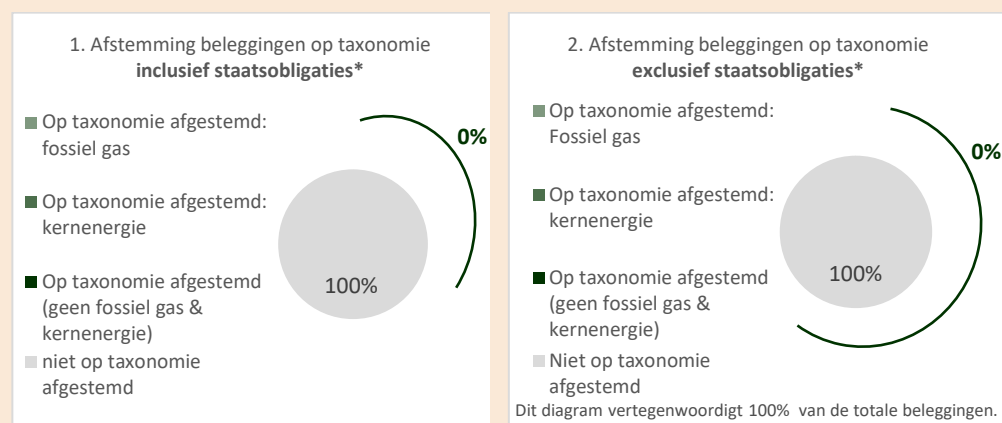 1. Afstemming beleggingen op taxonomie
inclusief staatsobligaties*
Op taxonomie afgestemd:
fossiel gas
Op taxonomie afgestemd:
kernenergie
Op taxonomie afgestemd
(geen fossiel gas &
kernenergie)
niet op taxonomie
afgestemd
0%
100%
2. Afstemming beleggingen op taxonomie
exclusief staatsobligaties*
Op taxonomie afgestemd:
Fossiel gas
Op taxonomie afgestemd:
kernenergie
Op taxonomie afgestemd
(geen fossiel gas &
kernenergie)
Niet op taxonomie
afgestemd
0%
100%
Dit diagram vertegenwoordigt 100% van de totale beleggingen.